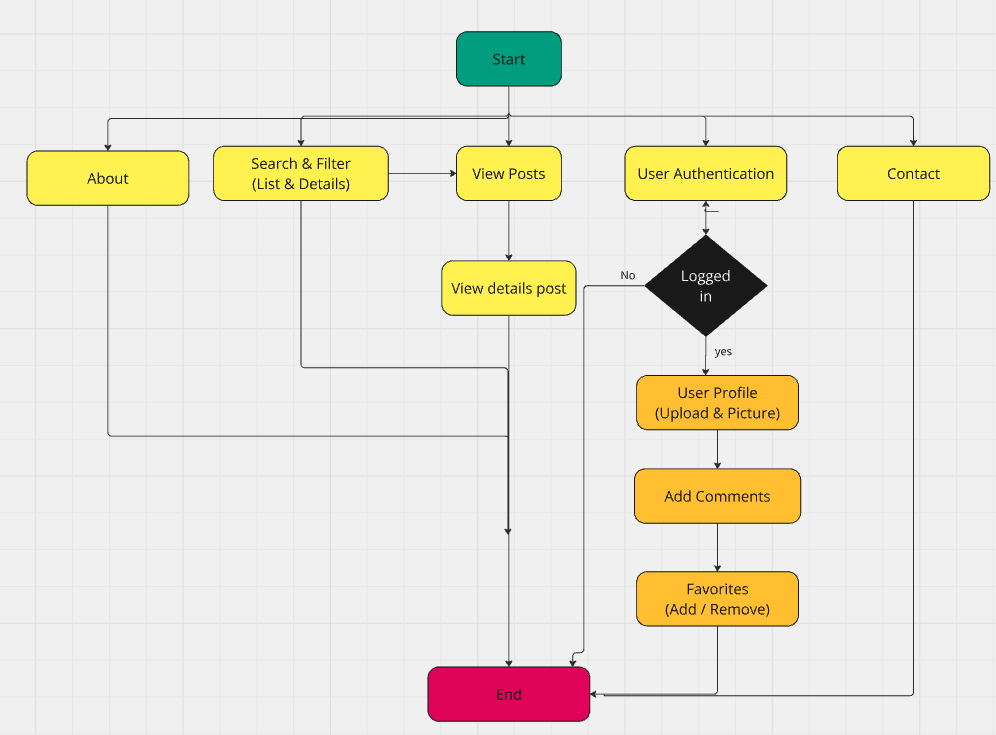 Start
About
Search & Filter
(List & Details)
View Posts
User Authentication
Contact
View details post
No
Logged
in
yes
User Profile
(Upload & Picture)
Add Comments
Favorites
(Add / Remove)
End